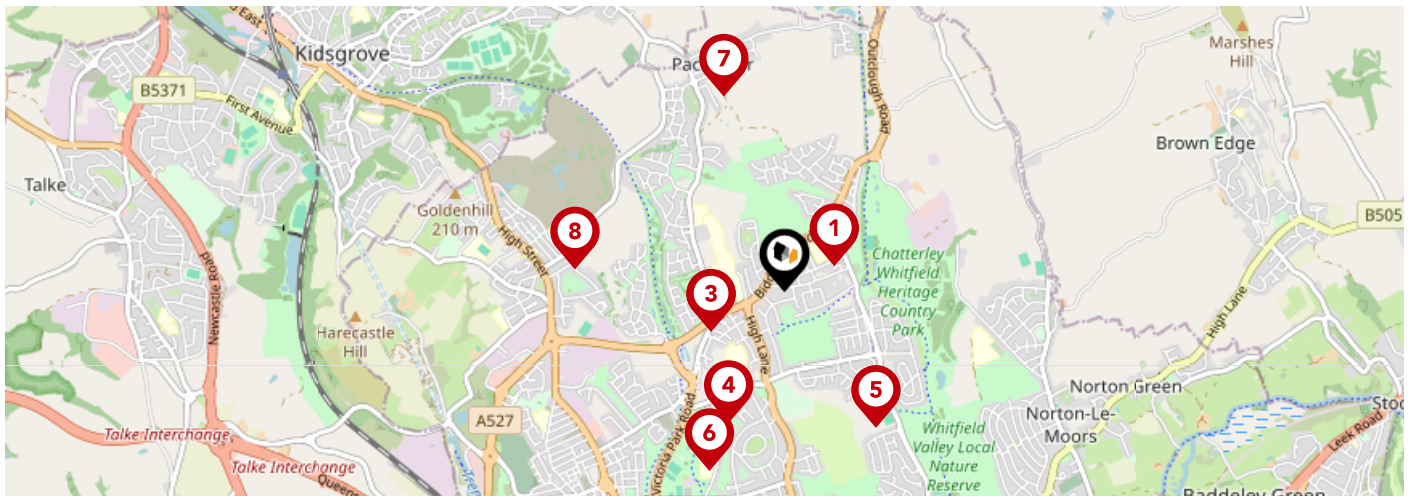 East
Kidsgrove
7
Marshes
Hill
B5371
First Avenue
Outclough Road
Brown Edge
Talke
Goldenhill
210 m
High Street
B505
8
1
Chatterley
Whitfield
Heritage
Country
Park
Newcastle Road
3
Harecastle
Hill
High Lane
High Lane
4
5
Norton Green
Norton-Le-
Moors
A527
6
Victoria Park Road
Talke Interchange
Talke Interchange
Whitfield
Valley Local
Nature
Reserve
Leek Road
Baddeley Green